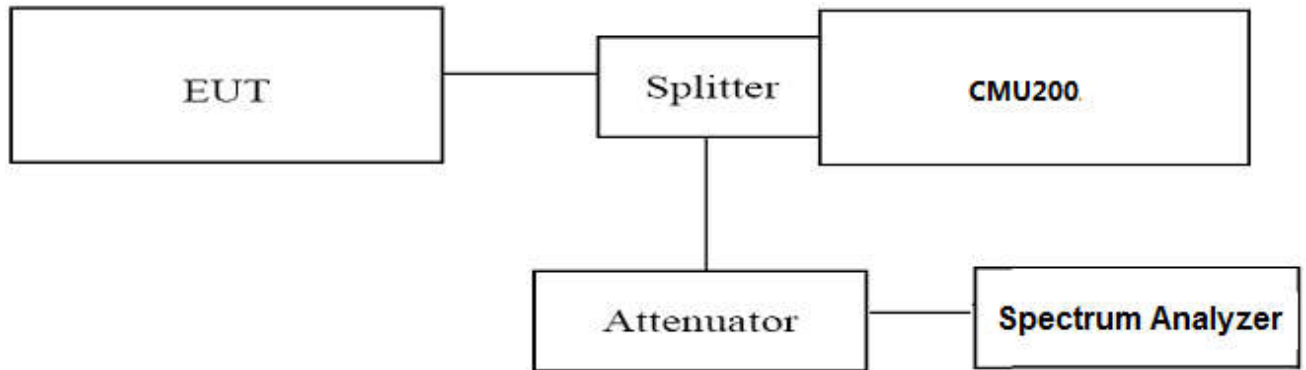 EUT
Splitter
CMU200.
Attenuator
Spectrum Analyzer